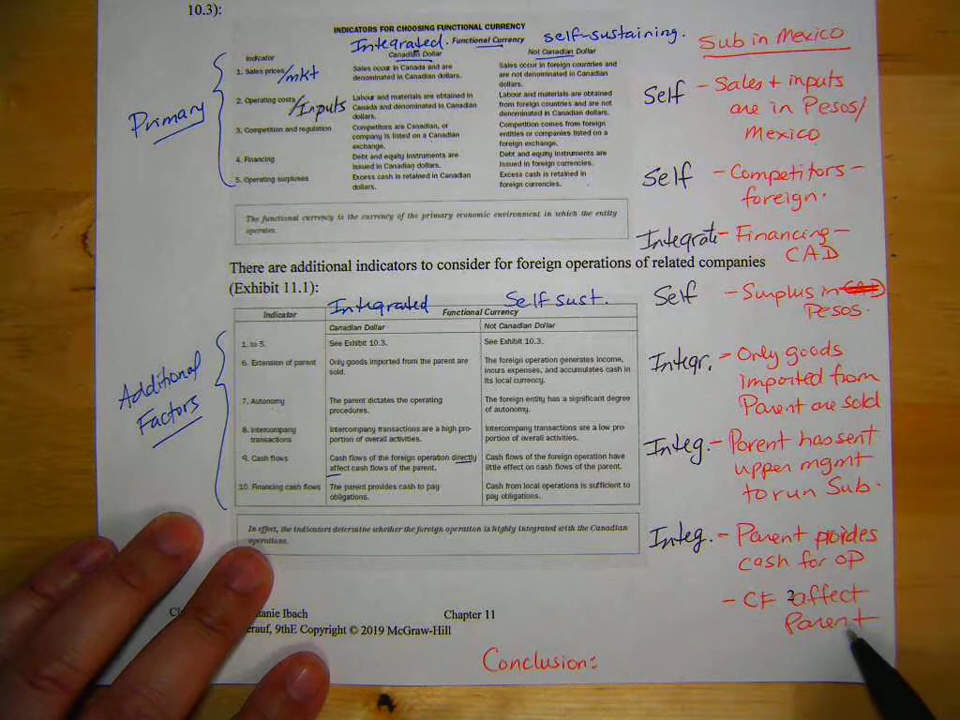 10.3):
INDICATORS FOR CHOOSING FUNCTIONAL CURRENCY
Integrated. Functional Currency self-sustaining.
Indicator Canadian Dollar Not Canadian Dollar
1. Sales prices /mkt
Sales occur in Canada and are
denominated in Canadian
dollars.
Sales occur in foreign countries and
are not denominated in Canadian
dollars.
2. Operating costs /Inputs
Labour and materials are obtained in
Canada and denominated in Canadian
dollars.
Labour and materials are obtained
from foreign countries and are not
denominated in Canadian dollars.
3. Competition and regulation
Competitors are Canadian, or
company is listed on a Canadian
exchange.
Competition comes from foreign
entities or companies listed on a
foreign exchange.
4. Financing
Debt and equity instruments are
issued in Canadian dollars.
Debt and equity instruments are
issued in foreign currencies.
5. Operating surpluses
Excess cash is retained in Canadian
dollars.
Excess cash is retained in
foreign currencies.
Primary
The functional currency is the currency of the primary economic environment in which the entity
operates.
There are additional indicators to consider for foreign operations of related companies
(Exhibit 11.1):
Integrated Self sust.
Indicator Functional Currency
Canadian Dollar Not Canadian Dollar
1. to 5. See Exhibit 10.3. See Exhibit 10.3.
6. Extension of parent
Only goods imported from the parent are
sold.
The foreign operation generates income,
incurs expenses, and accumulates cash in
its local currency.
7. Autonomy
The parent dictates the operating
procedures.
The foreign entity has a significant degree
of autonomy.
8. Intercompany
transactions
Intercompany transactions are a high pro-
portion of overall activities.
Intercompany transactions are a low pro-
portion of overall activities.
9. Cash flows
Cash flows of the foreign operation directly
affect cash flows of the parent.
Cash flows of the foreign operation have
little effect on cash flows of the parent.
10. Financing cash flows
The parent provides cash to pay
obligations.
Cash from local operations is sufficient to
pay obligations.
Additional
Factors
In effect, the indicators determine whether the foreign operation is highly integrated with the Canadian
operations.
Ibach Chapter 11
9thE Copyright © 2019 McGraw-Hill
Sub in Mexico
Self - Sales + inputs
are in Pesos/
Mexico
Self - Competitors -
foreign.
Integrate - Financing -
CAD
Self - Surplus in CAD
Pesos.
Integr. - Only goods
imported from
Parent are sold
Integ. - Parent has sent
upper mgmt
to run Sub.
Integ. - Parent proides
cash for OP
- CF ? affect
Parent
Conclusion: